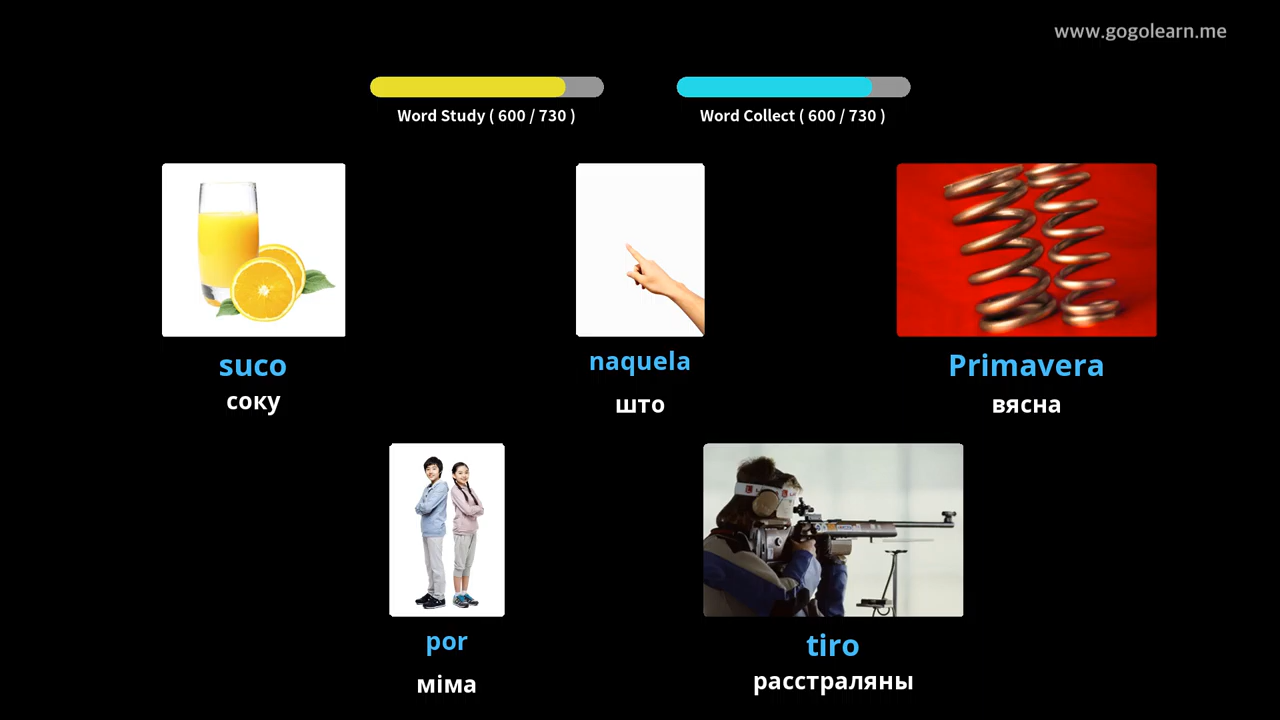 www.gogolearn.me
Word Study ( 600 / 730 )
Word Collect ( 600 / 730 )
suco
соку
naquela
што
Primavera
вясна
por
міма
tiro
расстраляны